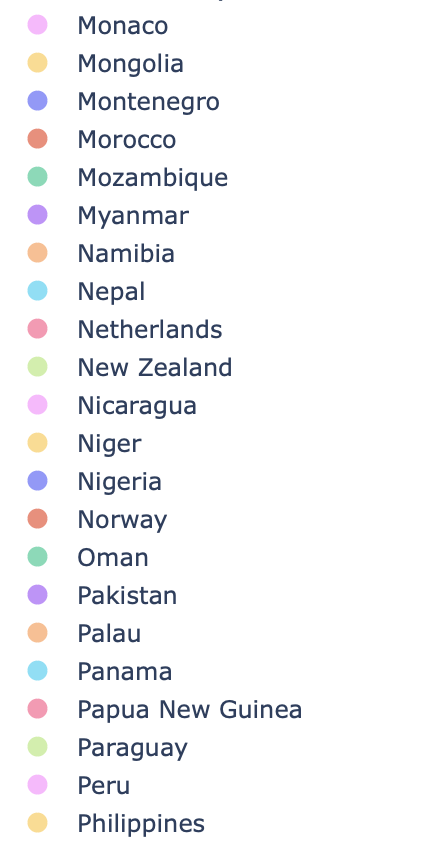 Monaco
Mongolia
Montenegro
Morocco
Mozambique
Myanmar
Namibia
Nepal
Netherlands
New Zealand
Nicaragua
Niger
Nigeria
Norway
Oman
Pakistan
Palau
Panama
Papua New Guinea
Paraguay
Peru
Philippines